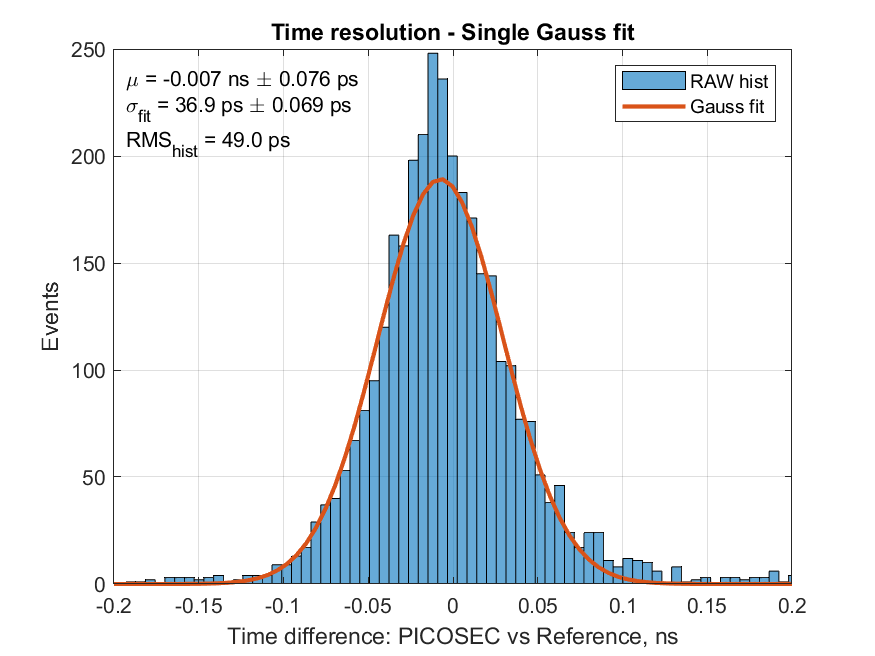 Time resolution - Single Gauss fit
μ = -0.007 ns ± 0.076 ps
σfit = 36.9 ps ± 0.069 ps
RMShist = 49.0 ps
RAW hist
Gauss fit
250
200
150
100
50
0
Events
-0.2 -0.15 -0.1 -0.05 0 0.05 0.1 0.15 0.2
Time difference: PICOSEC vs Reference, ns